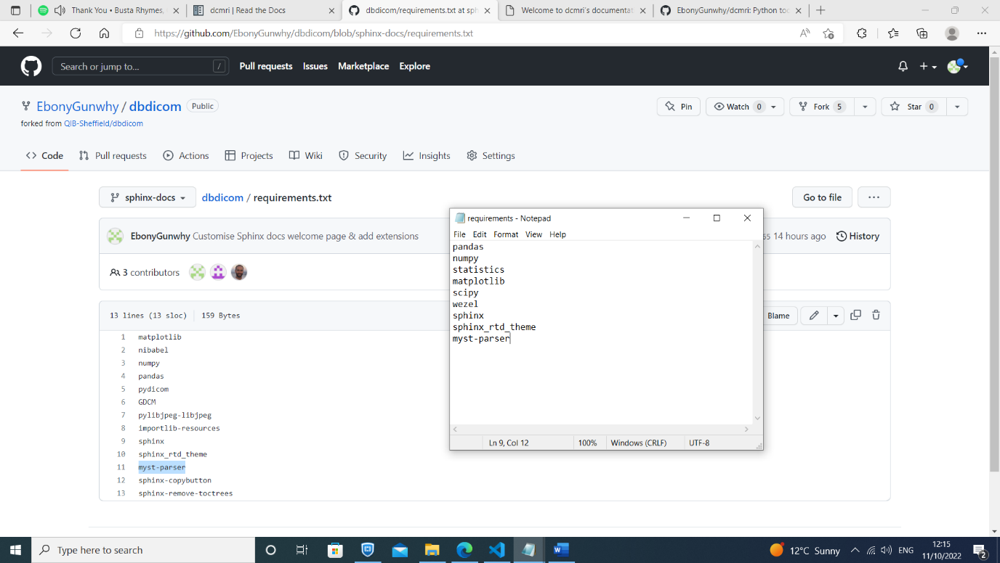 Thank You • Busta Rhymes,
dcmri | Read the Docs
dbdicom/requirements.txt at sph
Welcome to dcmri's documentat
EbonyGunwhy/dcmri: Python too
https://github.com/EbonyGunwhy/dbdicom/blob/sphinx-docs/requirements.txt
Search or jump to...
/
Pull requests
Issues
Marketplace
Explore
EbonyGunwhy / dbdicom
Public
Pin
Watch 0
Fork 5
Star 0
forked from QIB-Sheffield/dbdicom
Code
Pull requests
Actions
Projects
Wiki
Security
Insights
Settings
sphinx-docs
dbdicom / requirements.txt
Go to file
...
EbonyGunwhy Customise Sphinx docs welcome page & add extensions
14 hours ago
History
3 contributors
13 lines (13 sloc)
159 Bytes
Blame
1 matplotlib
2 nibabel
3 numpy
4 pandas
5 pydicom
6 GDCM
7 pylibjpeg-libjpeg
8 importlib-resources
9 sphinx
10 sphinx_rtd_theme
11 myst-parser
12 sphinx-copybutton
13 sphinx-remove-toctrees
requirements - Notepad
File Edit Format View Help
pandas
numpy
statistics
matplotlib
scipy
wezel
sphinx
sphinx_rtd_theme
myst-parser
Ln 9, Col 12
100%
Windows (CRLF)
UTF-8
Type here to search
12°C Sunny
ENG
12:15
11/10/2022
2